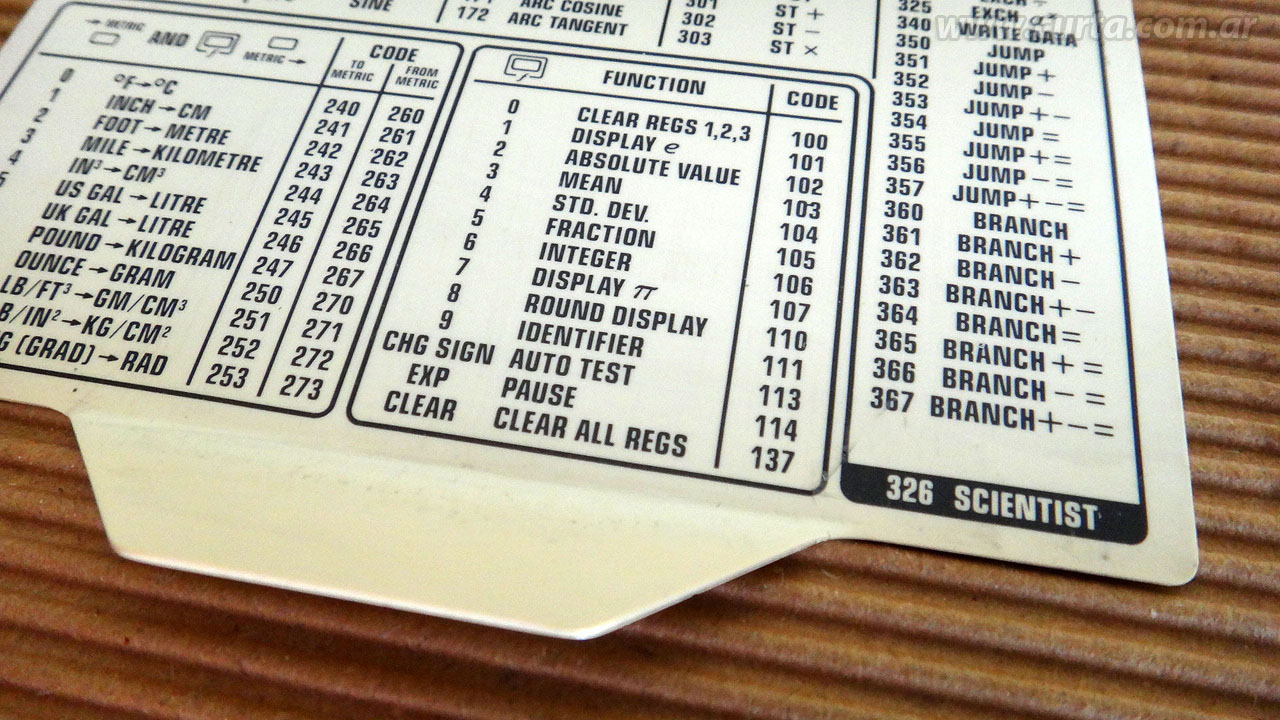 SINE
172 ARC COSINE
ARC TANGENT
301 ST +
302 ST −
303 ST ×
325 EXCH
340 WRITE DATA
350 JUMP
351 JUMP +
352 JUMP −
353 JUMP + −
354 JUMP =
355 JUMP + =
356 JUMP − =
357 JUMP + − =
360 BRANCH
361 BRANCH +
362 BRANCH −
363 BRANCH + −
364 BRANCH =
365 BRANCH + =
366 BRANCH − =
367 BRANCH + − =
326 SCIENTIST
→ METRIC AND METRIC → CODE
TO METRIC FROM METRIC
0 °F→°C 240 260
1 INCH→CM 241 261
2 FOOT→METRE 242 262
3 MILE→KILOMETRE 243 263
4 IN³→CM³ 244 264
5 US GAL→LITRE 245 265
UK GAL→LITRE 246 266
POUND→KILOGRAM 247 267
OUNCE→GRAM 250 270
LB/FT³→GM/CM³ 251 271
B/IN²→KG/CM² 252 272
G (GRAD)→RAD 253 273
FUNCTION CODE
0 CLEAR REGS 1,2,3 100
1 DISPLAY e 101
2 ABSOLUTE VALUE 102
3 MEAN 103
4 STD. DEV. 104
5 FRACTION 105
6 INTEGER 106
7 DISPLAY π 107
8 ROUND DISPLAY 110
9 IDENTIFIER 111
CHG SIGN AUTO TEST 113
EXP PAUSE 114
CLEAR CLEAR ALL REGS 137